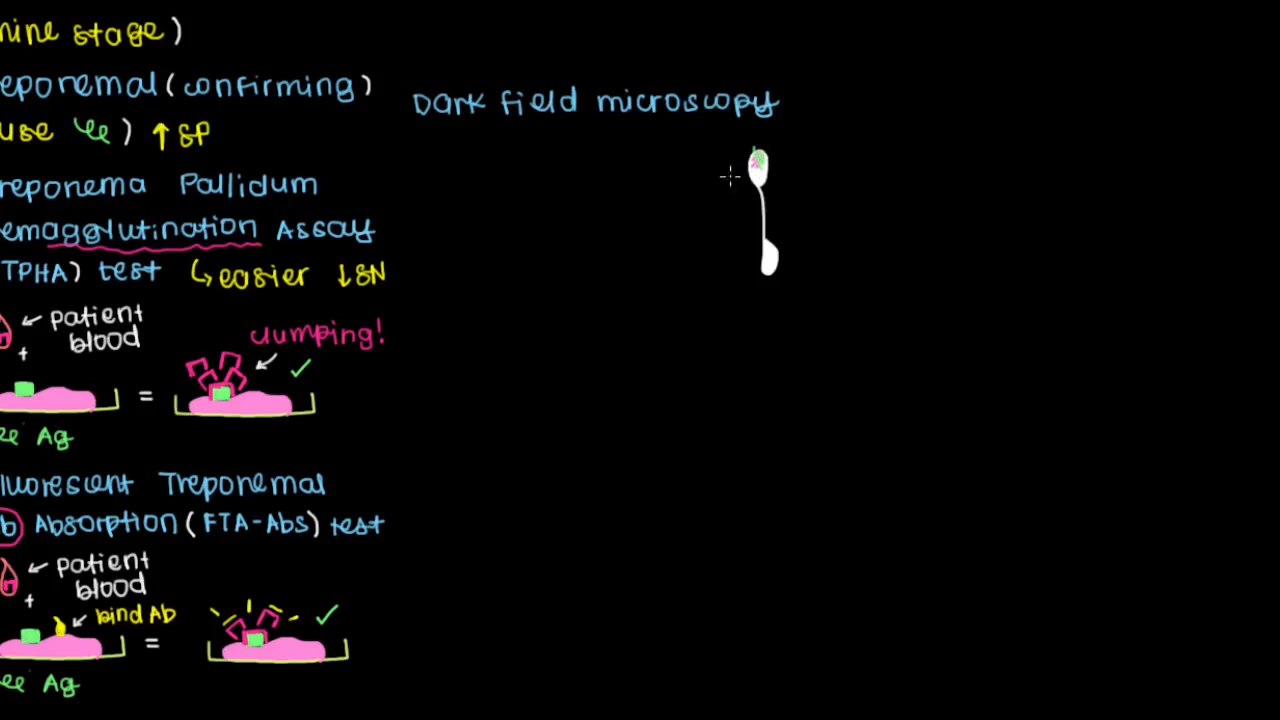 nine stage)
eponemal (confirming)
use ) ↑ SP
reponema Pallidum
emagglutination Assay
TPHA) test ↳ easier ↓ SN
← patient
blood
+
clumping!
=
Ag
luorescent Treponemal
b Absorption (FTA-Abs) test
← patient
blood
+
bind Ab
=
Ag
Dark field microscopy